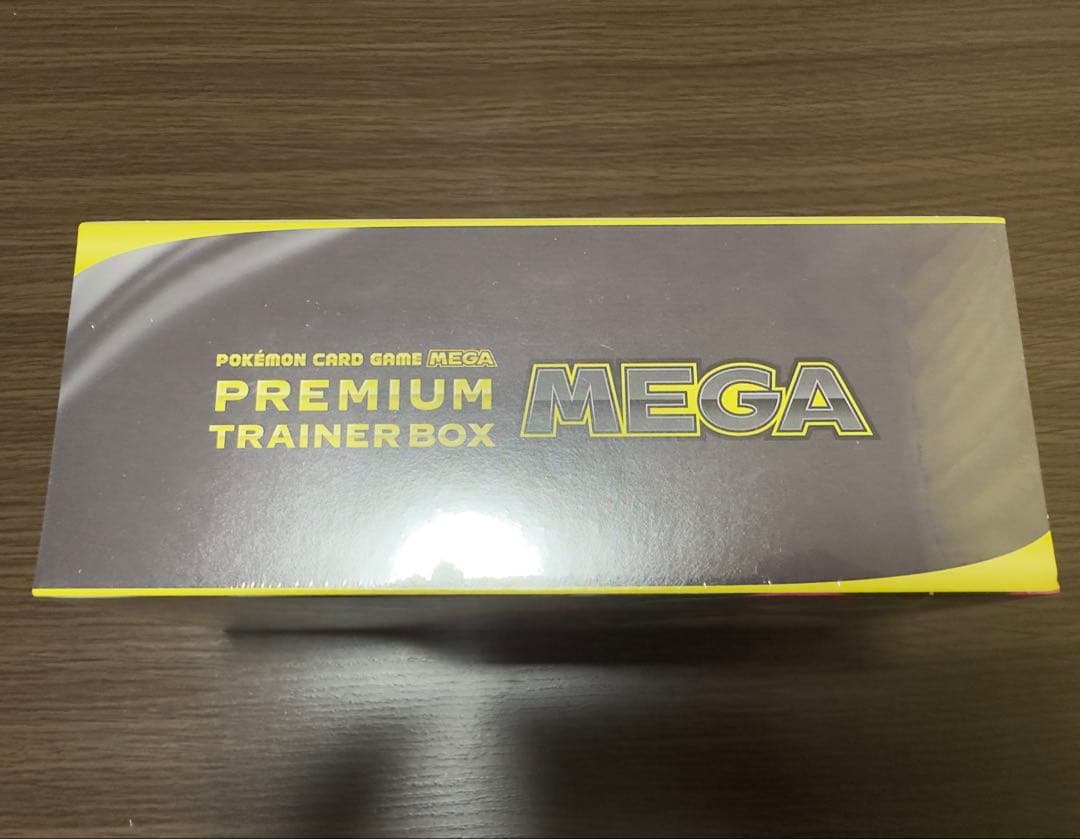 POKÉMON CARD GAME MEGA
PREMIUM
TRAINER BOX
MEGA